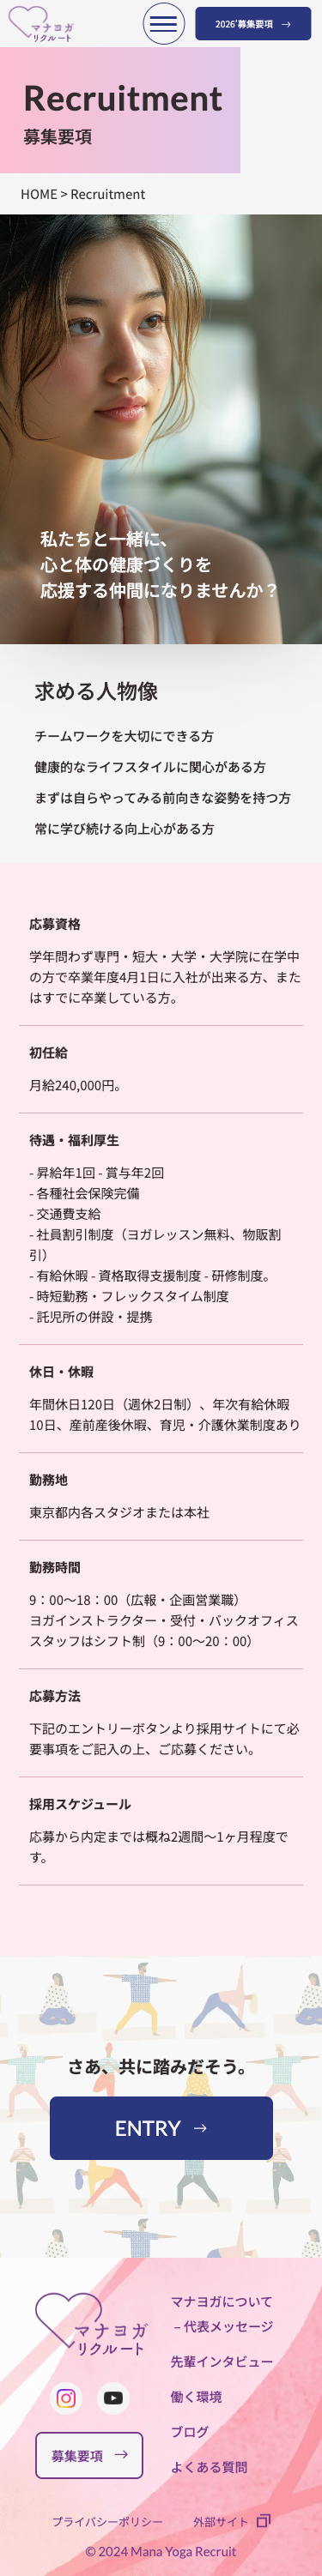 マナヨガ
リクルート
2026'募集要項 →
Recruitment
募集要項
HOME > Recruitment
私たちと一緒に、
心と体の健康づくりを
応援する仲間になりませんか？
求める人物像
チームワークを大切にできる方
健康的なライフスタイルに関心がある方
まずは自らやってみる前向きな姿勢を持つ方
常に学び続ける向上心がある方
応募資格
学年問わず専門・短大・大学・大学院に在学中
の方で卒業年度4月1日に入社が出来る方、また
はすでに卒業している方。
初任給
月給240,000円。
待遇・福利厚生
- 昇給年1回 - 賞与年2回
- 各種社会保険完備
- 交通費支給
- 社員割引制度（ヨガレッスン無料、物販割
引）
- 有給休暇 - 資格取得支援制度 - 研修制度。
- 時短勤務・フレックスタイム制度
- 託児所の併設・提携
休日・休暇
年間休日120日（週休2日制）、年次有給休暇
10日、産前産後休暇、育児・介護休業制度あり
勤務地
東京都内各スタジオまたは本社
勤務時間
9：00〜18：00（広報・企画営業職）
ヨガインストラクター・受付・バックオフィス
スタッフはシフト制（9：00〜20：00）
応募方法
下記のエントリーボタンより採用サイトにて必
要事項をご記入の上、ご応募ください。
採用スケジュール
応募から内定までは概ね2週間〜1ヶ月程度で
す。
さあ、共に踏みだそう。
ENTRY →
マナヨガ
リクルート
募集要項 →
マナヨガについて
– 代表メッセージ
先輩インタビュー
働く環境
ブログ
よくある質問
プライバシーポリシー 外部サイト
© 2024 Mana Yoga Recruit